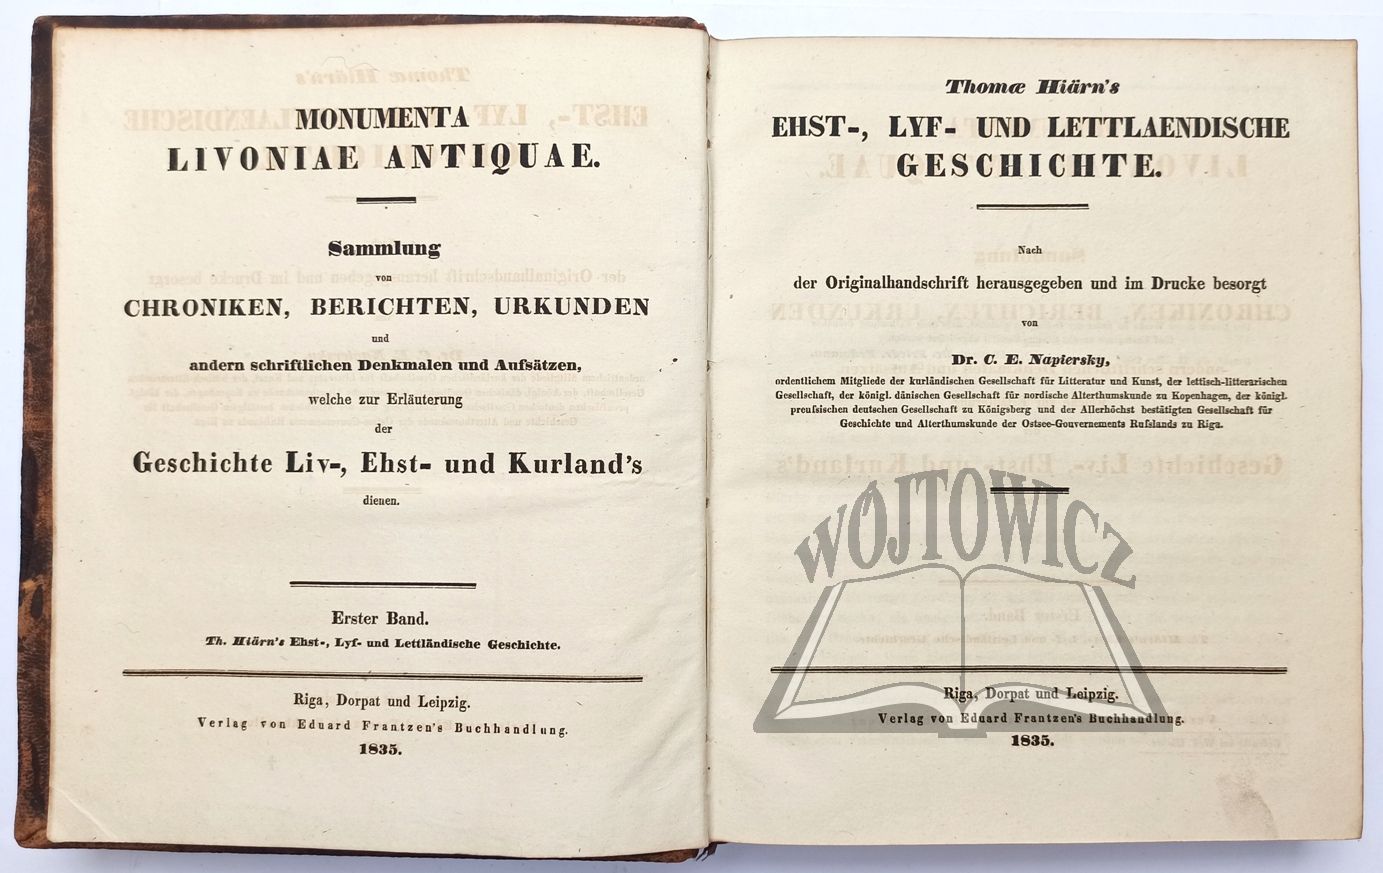 MONUMENTA
LIVONIAE ANTIQUAE.
Sammlung
von
CHRONIKEN, BERICHTEN, URKUNDEN
und
andern schriftlichen Denkmalen und Aufsätzen,
welche zur Erläuterung
der
Geschichte Liv-, Ehst- und Kurland's
dienen.
Erster Band.
Th. Hiärn's Ehst-, Lyf- und Lettländische Geschichte.
Riga, Dorpat und Leipzig.
Verlag von Eduard Frantzen's Buchhandlung.
1835.
Thomæ Hiärn's
EHST-, LYF- UND LETTLAENDISCHE
GESCHICHTE.
Nach
der Originalhandschrift herausgegeben und im Drucke besorgt
von
Dr. C. E. Napiersky,
ordentlichem Mitgliede der kurländischen Gesellschaft für Litteratur und Kunst, der lettisch-litterarischen
Gesellschaft, der königl. dänischen Gesellschaft für nordische Alterthumskunde zu Kopenhagen, der königl.
preufsischen deutschen Gesellschaft zu Königsberg und der Allerhöchst bestätigten Gesellschaft für
Geschichte und Alterthumskunde der Ostsee-Gouvernements Rufslands zu Riga.
WÓJTOWICZ
Riga, Dorpat und Leipzig.
Verlag von Eduard Frantzen's Buchhandlung.
1835.